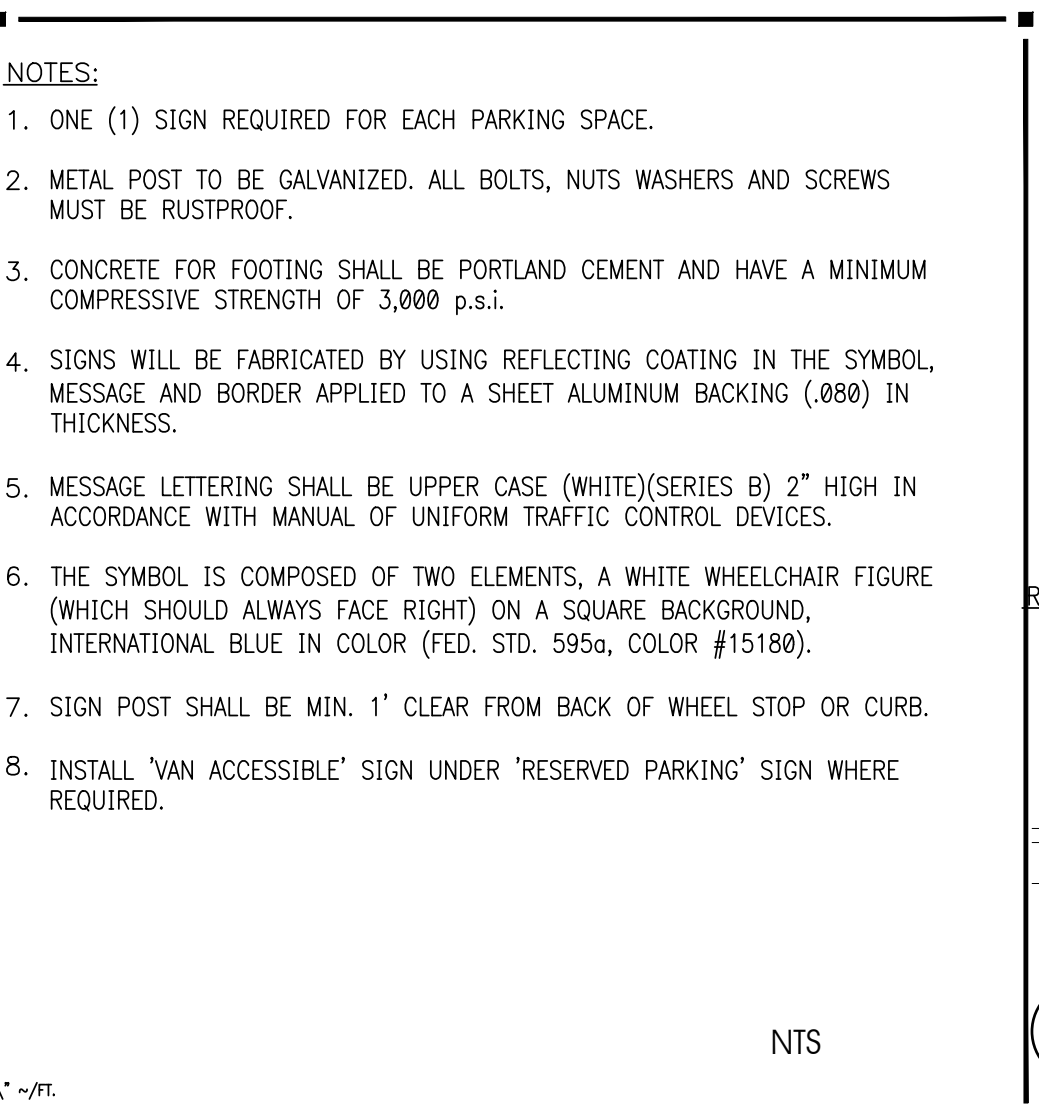 NOTES:
1. ONE (1) SIGN REQUIRED FOR EACH PARKING SPACE.
2. METAL POST TO BE GALVANIZED. ALL BOLTS, NUTS WASHERS AND SCREWS
MUST BE RUSTPROOF.
3. CONCRETE FOR FOOTING SHALL BE PORTLAND CEMENT AND HAVE A MINIMUM
COMPRESSIVE STRENGTH OF 3,000 p.s.i.
4. SIGNS WILL BE FABRICATED BY USING REFLECTING COATING IN THE SYMBOL,
MESSAGE AND BORDER APPLIED TO A SHEET ALUMINUM BACKING (.080) IN
THICKNESS.
5. MESSAGE LETTERING SHALL BE UPPER CASE (WHITE)(SERIES B) 2" HIGH IN
ACCORDANCE WITH MANUAL OF UNIFORM TRAFFIC CONTROL DEVICES.
6. THE SYMBOL IS COMPOSED OF TWO ELEMENTS, A WHITE WHEELCHAIR FIGURE
(WHICH SHOULD ALWAYS FACE RIGHT) ON A SQUARE BACKGROUND,
INTERNATIONAL BLUE IN COLOR (FED. STD. 595a, COLOR #15180).
7. SIGN POST SHALL BE MIN. 1' CLEAR FROM BACK OF WHEEL STOP OR CURB.
8. INSTALL 'VAN ACCESSIBLE' SIGN UNDER 'RESERVED PARKING' SIGN WHERE
REQUIRED.
NTS
" ~/FT.